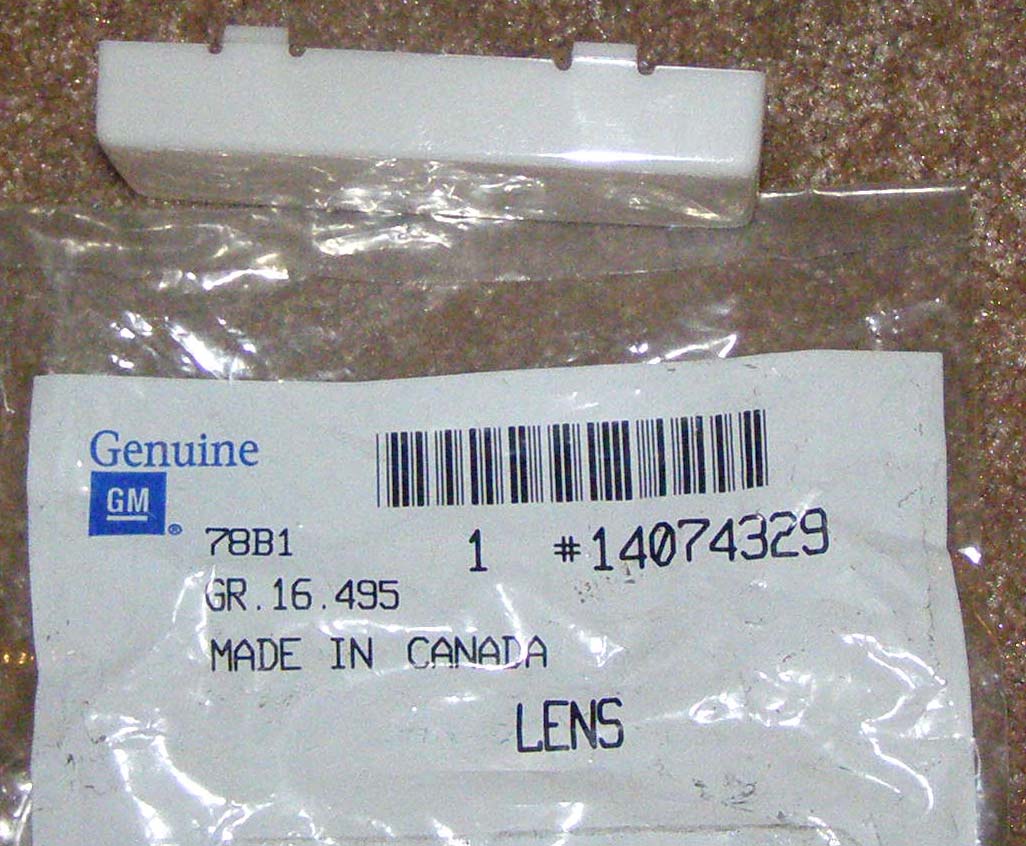 Genuine
GM ®
78B1 1 #14074329
GR.16.495
MADE IN CANADA
LENS